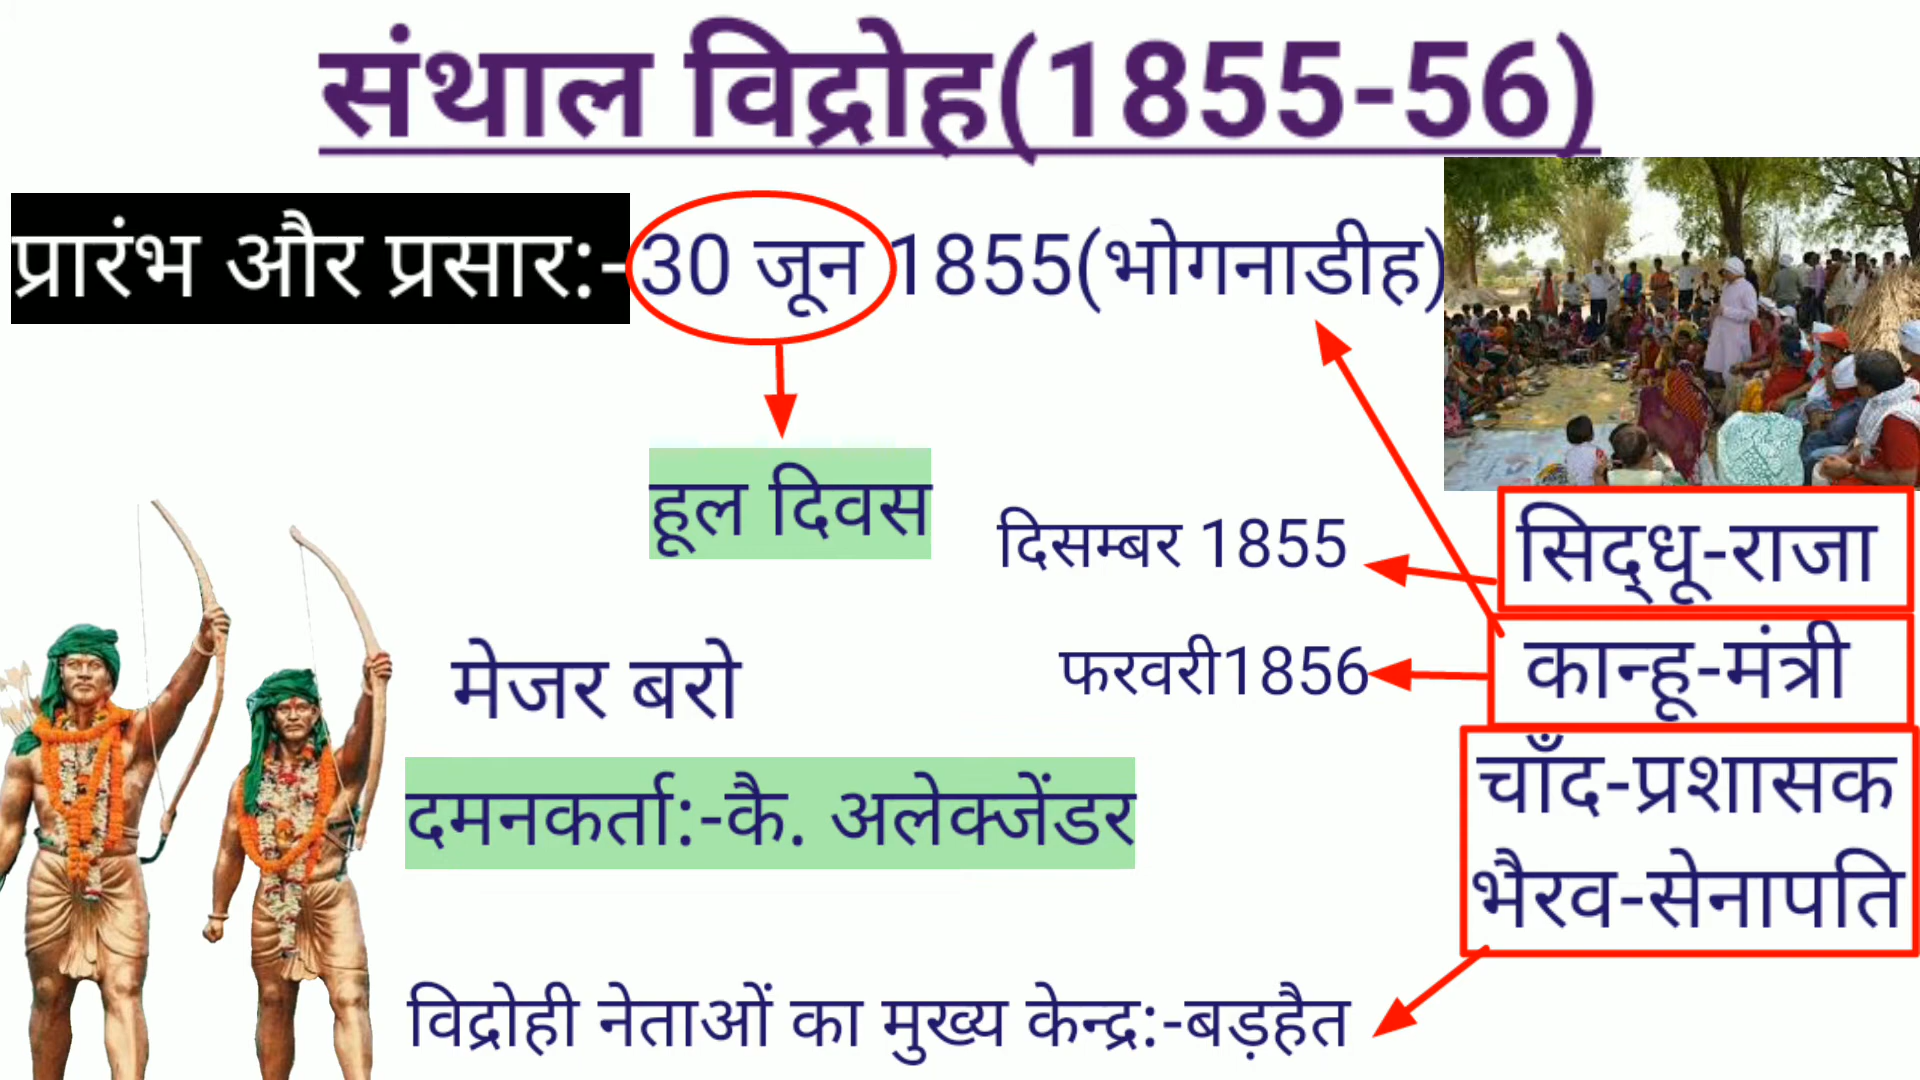 संथाल विद्रोह(1855-56)
प्रारंभ और प्रसार:-30 जून 1855(भोगनाडीह)
हूल दिवस
दिसम्बर 1855
सिद्‌धू-राजा
फरवरी1856
कान्हू-मंत्री
मेजर बरो
चाँद-प्रशासक
दमनकर्ता:-कै. अलेक्जेंडर
भैरव-सेनापति
विद्रोही नेताओं का मुख्य केन्द्र:-बड़हैत